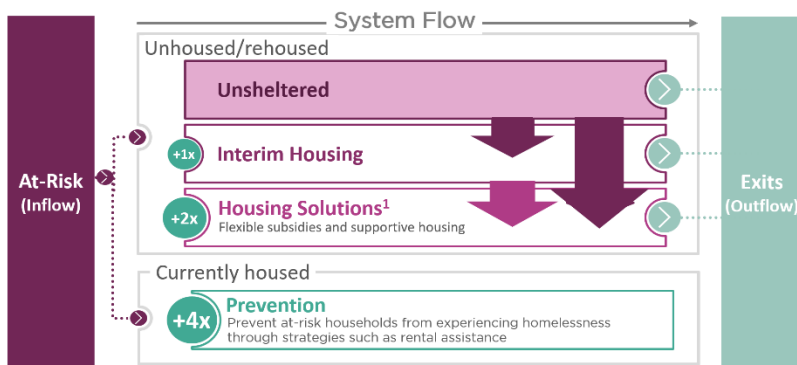 System Flow
Unhoused/rehoused
Unsheltered
+1x
Interim Housing
At-Risk
(Inflow)
+2x
Housing Solutions¹
Flexible subsidies and supportive housing
Exits
(Outflow)
Currently housed
+4x
Prevention
Prevent at-risk households from experiencing homelessness
through strategies such as rental assistance